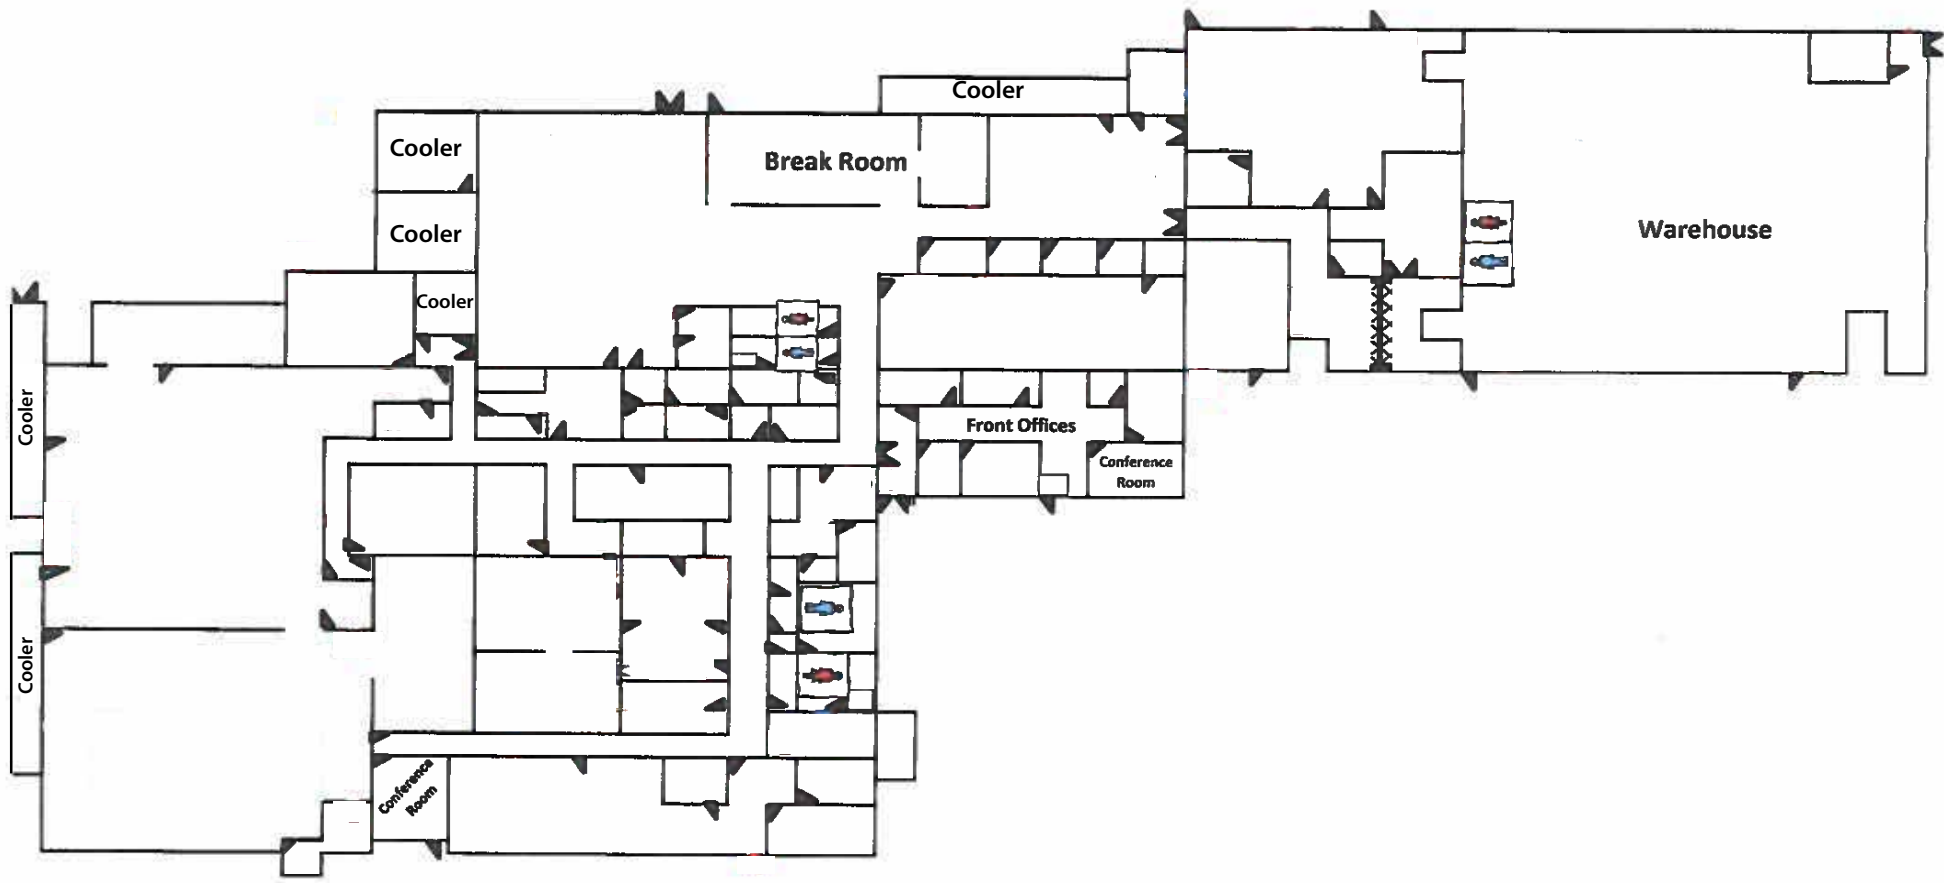 Cooler
Cooler
Break Room
Cooler
Warehouse
Cooler
Cooler
Front Offices
Conference
Room
Cooler
Conference
Room